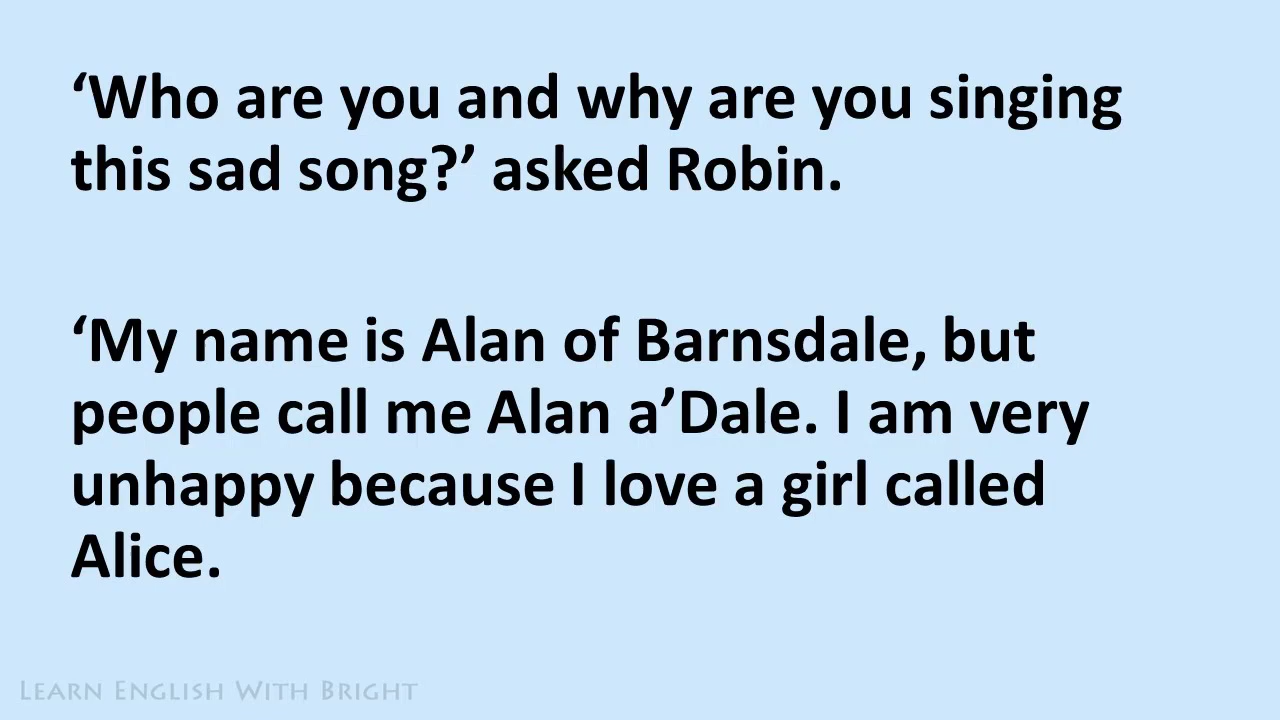 ‘Who are you and why are you singing
this sad song?’ asked Robin.
‘My name is Alan of Barnsdale, but
people call me Alan a’Dale. I am very
unhappy because I love a girl called
Alice.
Learn English With Bright